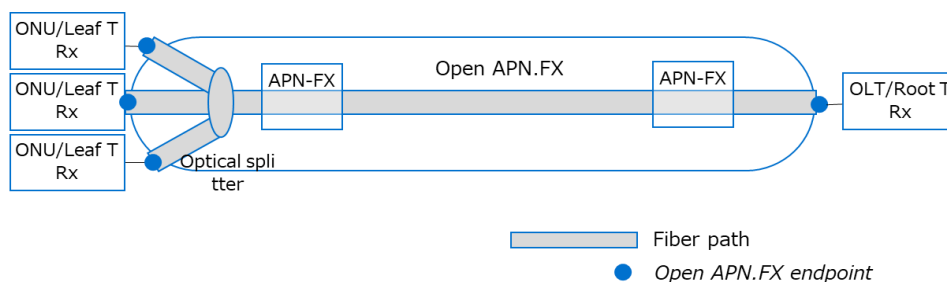 ONU/Leaf T
Rx
ONU/Leaf T
Rx
ONU/Leaf T
Rx
APN-FX
Open APN.FX
APN-FX
OLT/Root T
Rx
Optical spli
tter
Fiber path
Open APN.FX endpoint